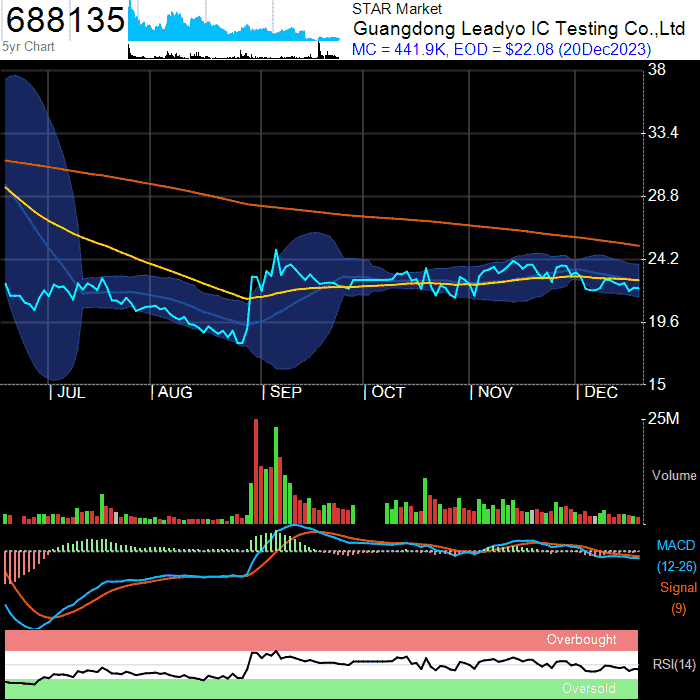 688135
5yr Chart
STAR Market
Guangdong Leadyo IC Testing Co.,Ltd
MC = 441.9K, EOD = $22.08 (20Dec2023)
38
33.4
28.8
24.2
19.6
15
JUL AUG SEP OCT NOV DEC
25M
Volume
MACD
(12-26)
Signal
(9)
Overbought
RSI(14)
Oversold